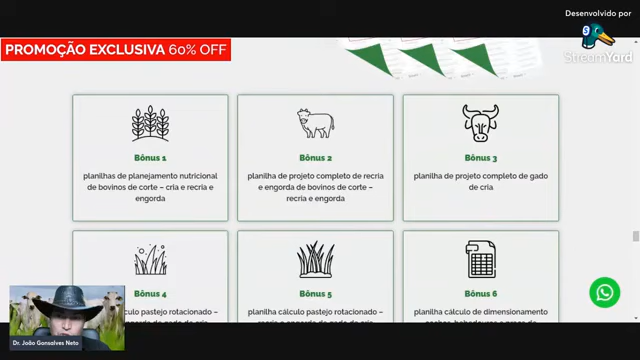 Desenvolvido por
S
StreamYard
PROMOÇÃO EXCLUSIVA 60% OFF
Bônus 1
planilhas de planejamento nutricional
de bovinos de corte – cria e recria e
engorda
Bônus 2
planilha de projeto completo de recria
e engorda de bovinos de corte –
recria e engorda
Bônus 3
planilha de projeto completo de gado
de cria
Bônus 4
cálculo pastejo rotacionado –
Bônus 5
planilha cálculo pastejo rotacionado –
Bônus 6
planilha cálculo de dimensionamento
Dr. João Gonsalves Neto